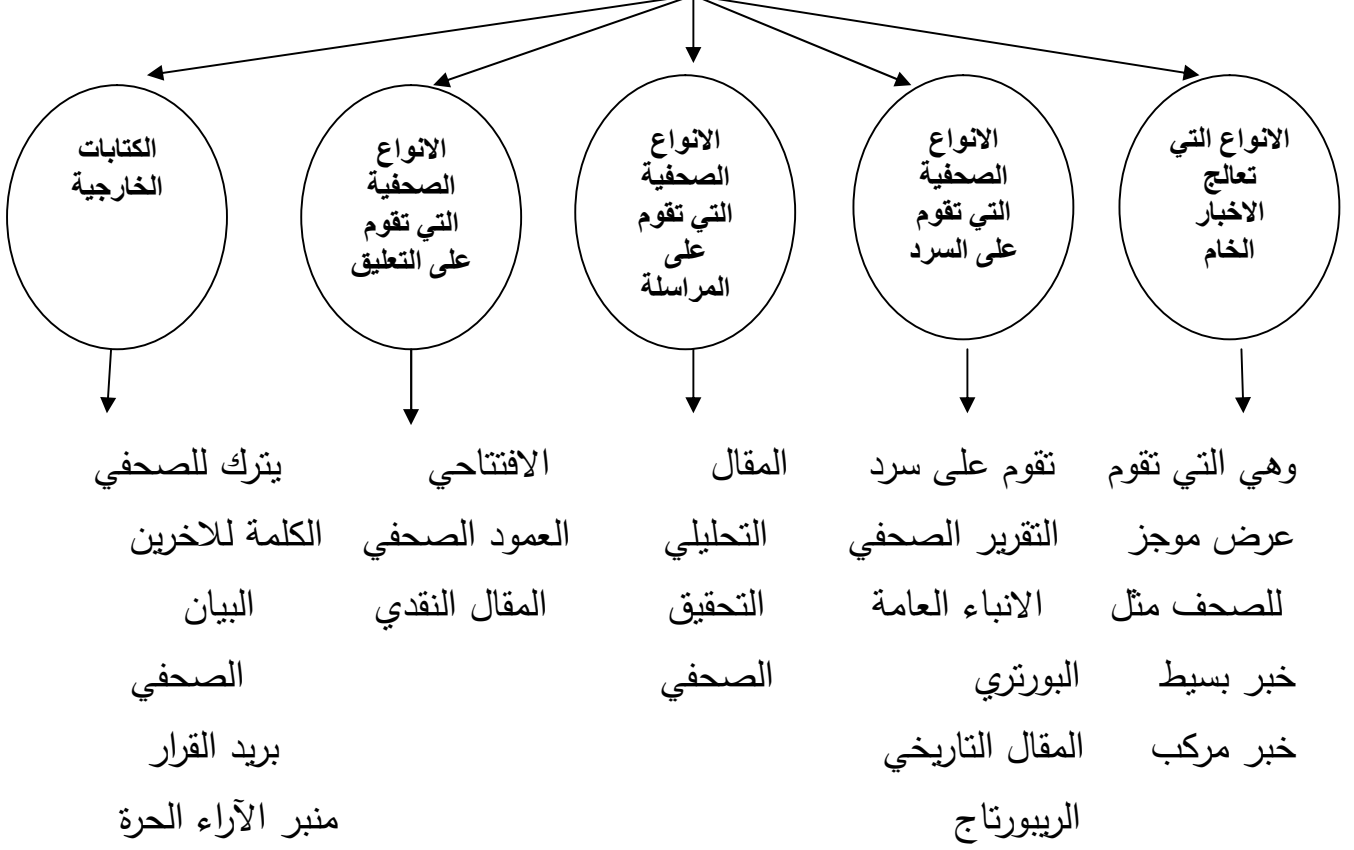 الانواع التي
تعالج
الاخبار
الخام
الانواع
الصحفية
التي تقوم
على السرد
الانواع
الصحفية
التي تقوم
على
المراسلة
الانواع
الصحفية
التي تقوم
على التعليق
الكتابات
الخارجية
وهي التي تقوم
عرض موجز
للصحف مثل
خبر بسيط
خبر مركب
تقوم على سرد
التقرير الصحفي
الانباء العامة
البورتري
المقال التاريخي
الريبورتاج
المقال
التحليلي
التحقيق
الصحفي
الافتتاحي
العمود الصحفي
المقال النقدي
يترك للصحفي
الكلمة للاخرين
البيان
الصحفي
بريد القرار
منبر الآراء الحرة